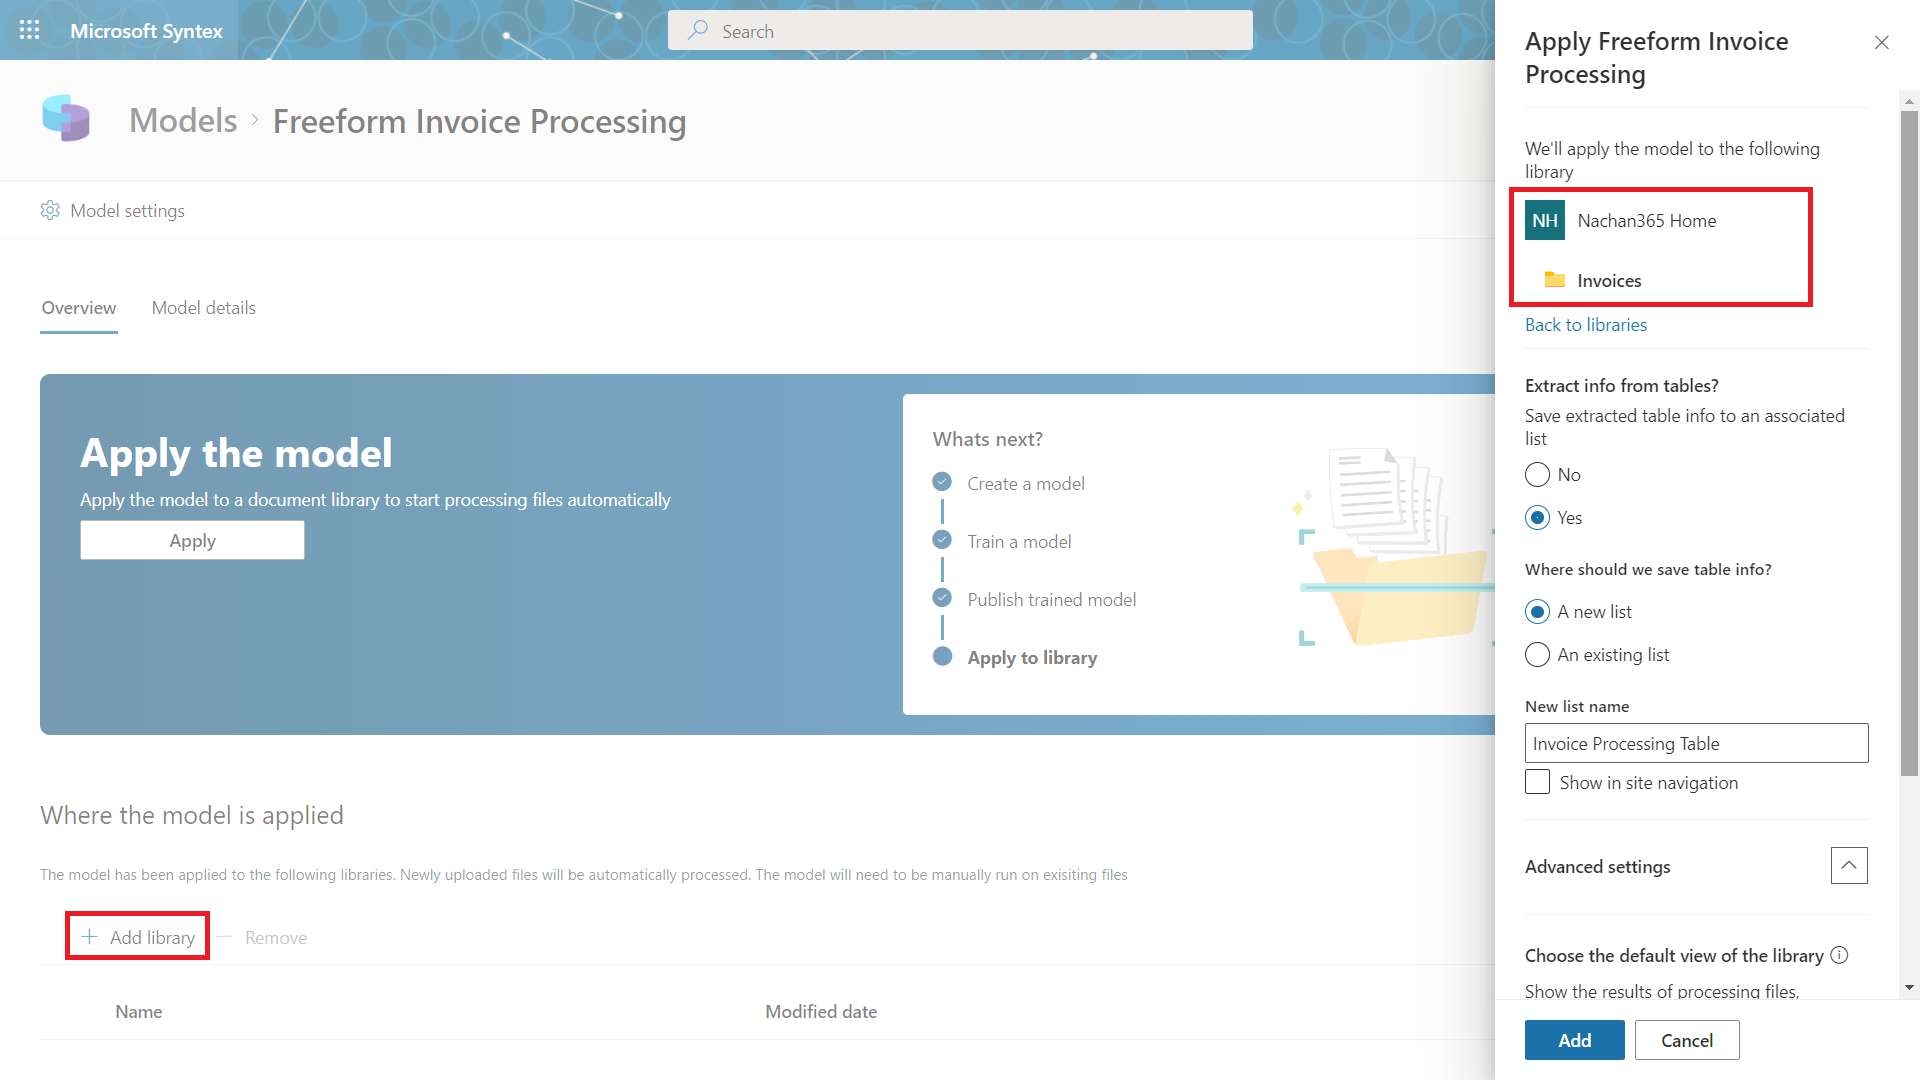 Microsoft Syntex
Search
Models > Freeform Invoice Processing
Model settings
Overview
Model details
Apply the model
Apply the model to a document library to start processing files automatically
Apply
Whats next?
Create a model
Train a model
Publish trained model
Apply to library
Where the model is applied
The model has been applied to the following libraries. Newly uploaded files will be automatically processed. The model will need to be manually run on exisiting files
Add library
Remove
Name
Modified date
Apply Freeform Invoice
Processing
We'll apply the model to the following
library
NH
Nachan365 Home
Invoices
Back to libraries
Extract info from tables?
Save extracted table info to an associated
list
No
Yes
Where should we save table info?
A new list
An existing list
New list name
Invoice Processing Table
Show in site navigation
Advanced settings
Choose the default view of the library
Show the results of processing files,
Add
Cancel